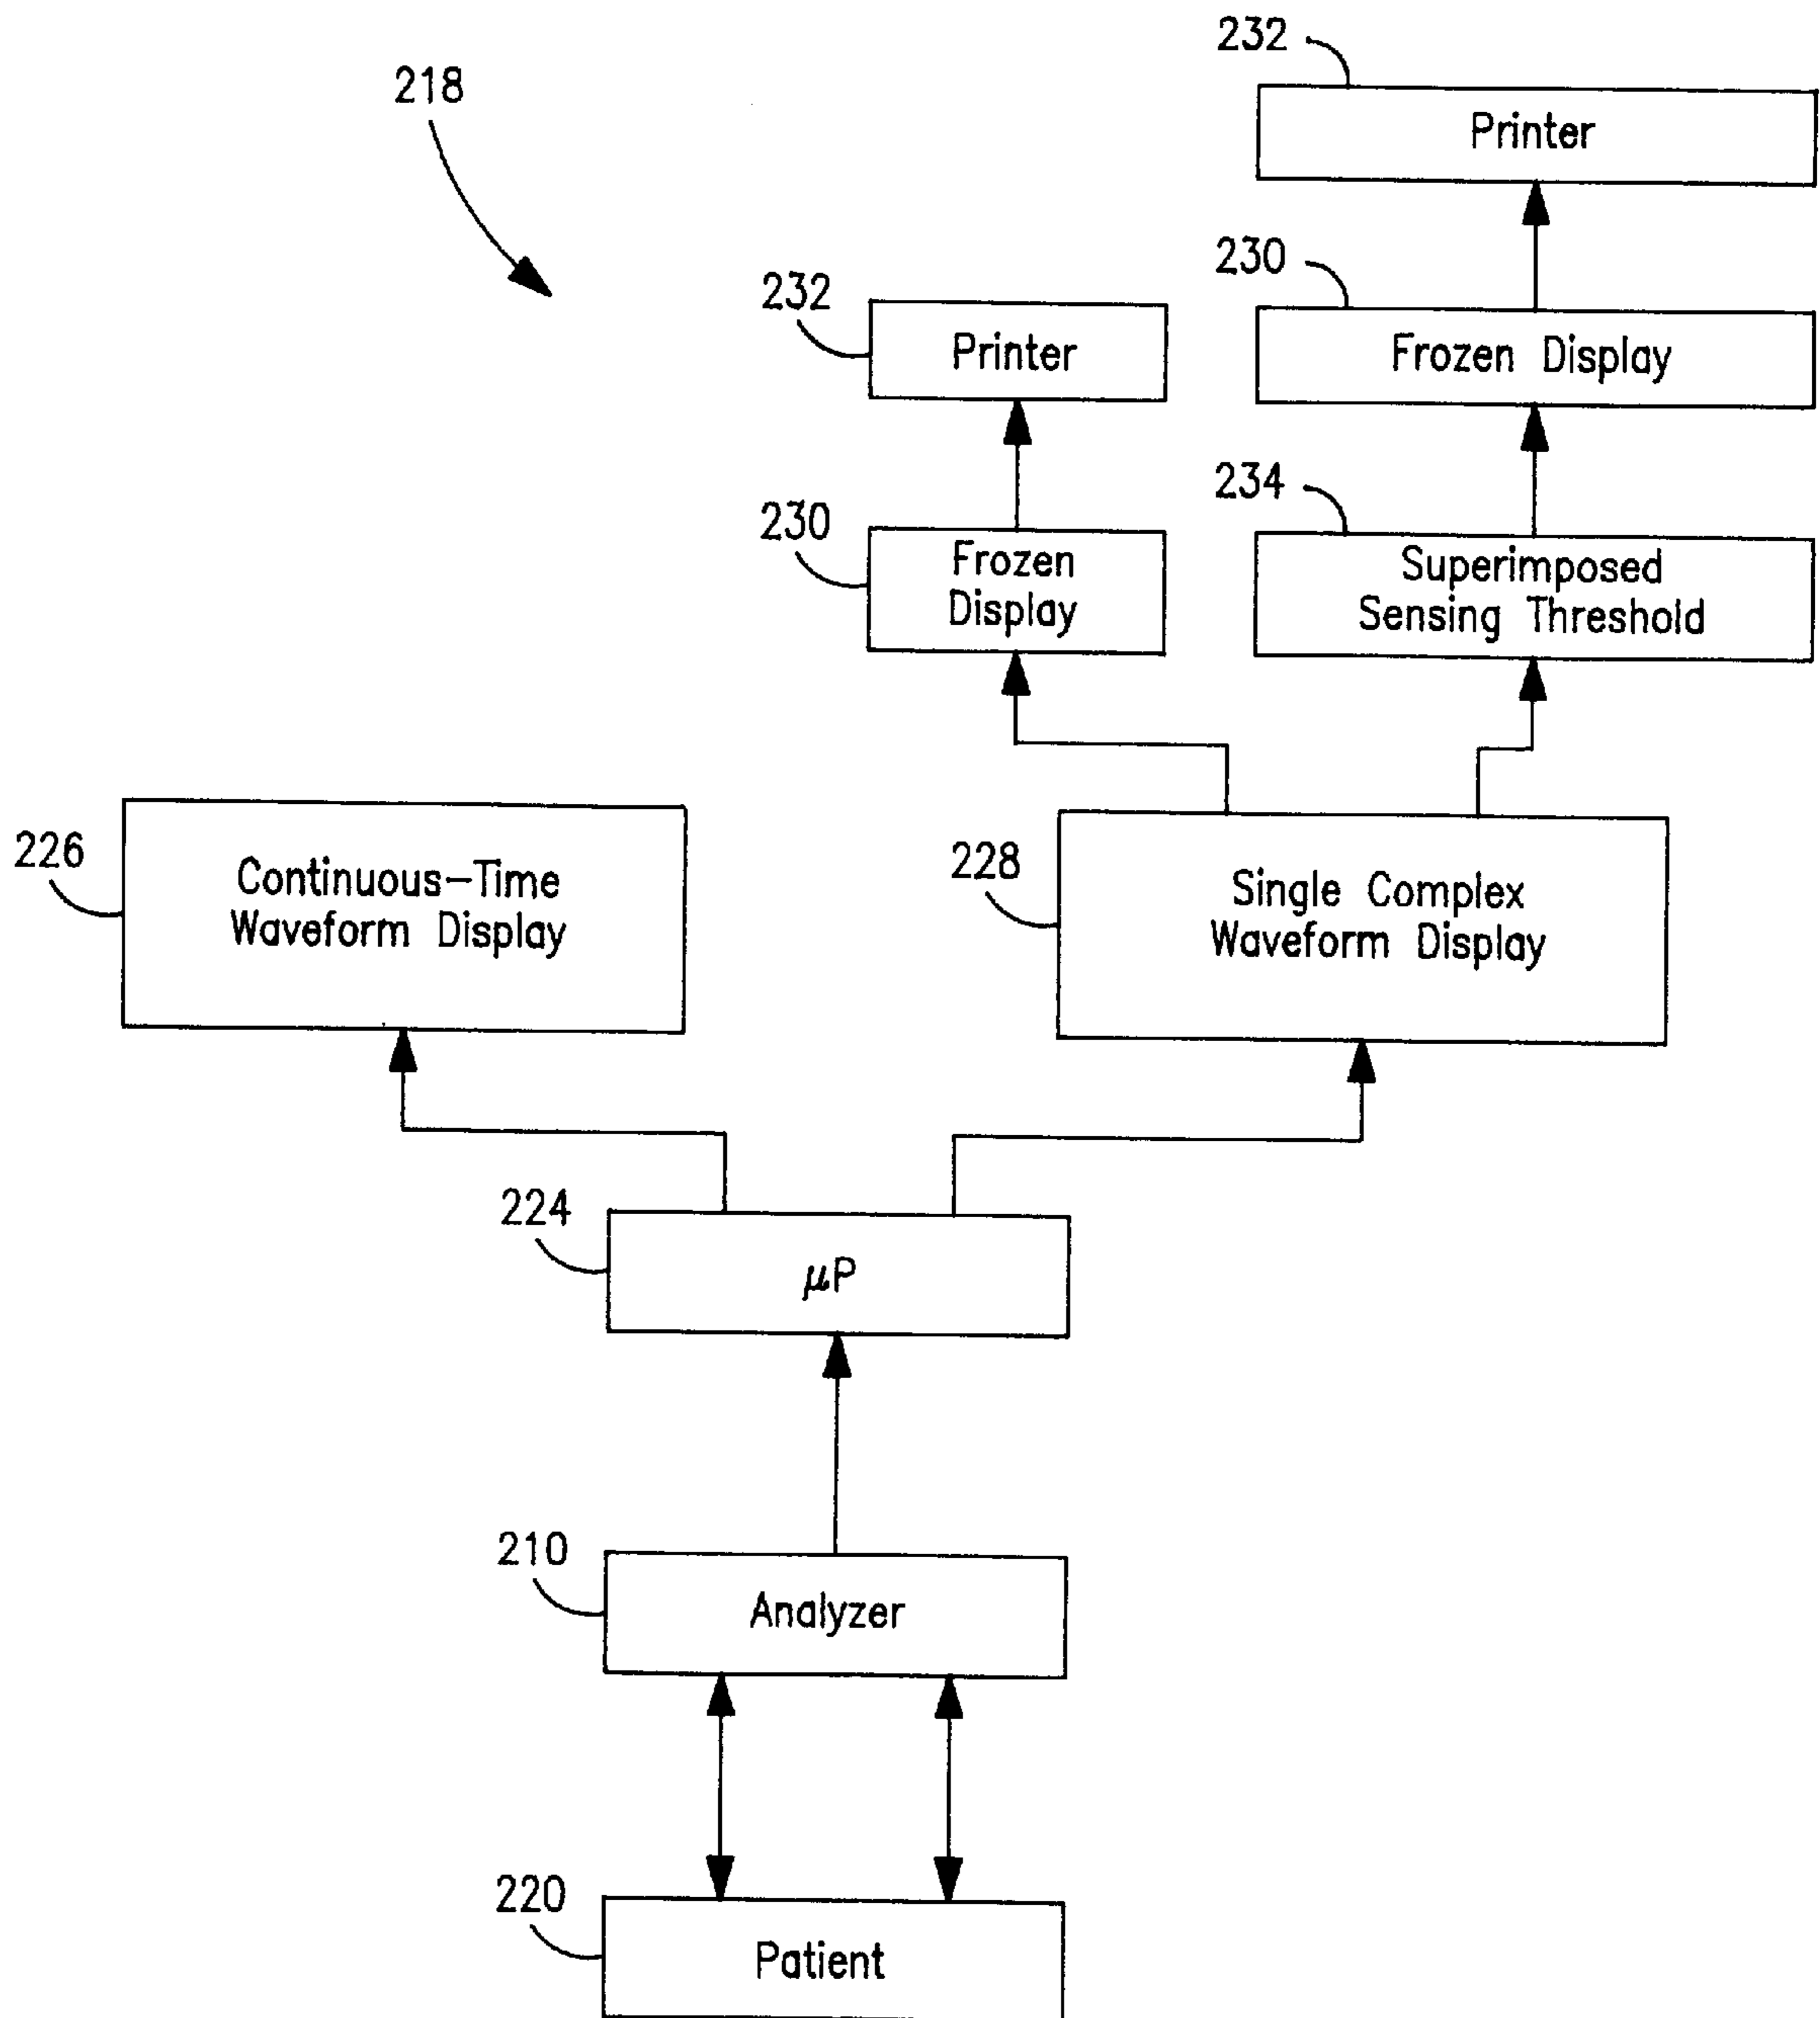 232
218
Printer
230
232
Printer
Frozen Display
234
230
Frozen
Display
Superimposed
Sensing Threshold
226
Continuous-Time
Waveform Display
228
Single Complex
Waveform Display
224
μP
210
Analyzer
220
Patient